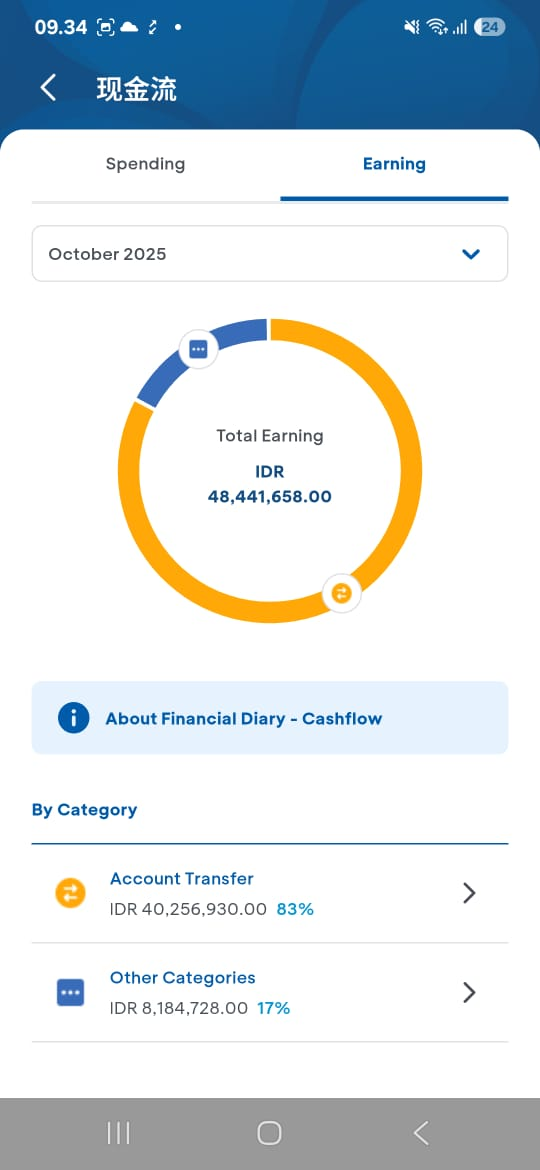 09.34
24
现金流
Spending
Earning
October 2025
Total Earning
IDR
48,441,658.00
About Financial Diary - Cashflow
By Category
Account Transfer
IDR 40,256,930.00 83%
Other Categories
IDR 8,184,728.00 17%